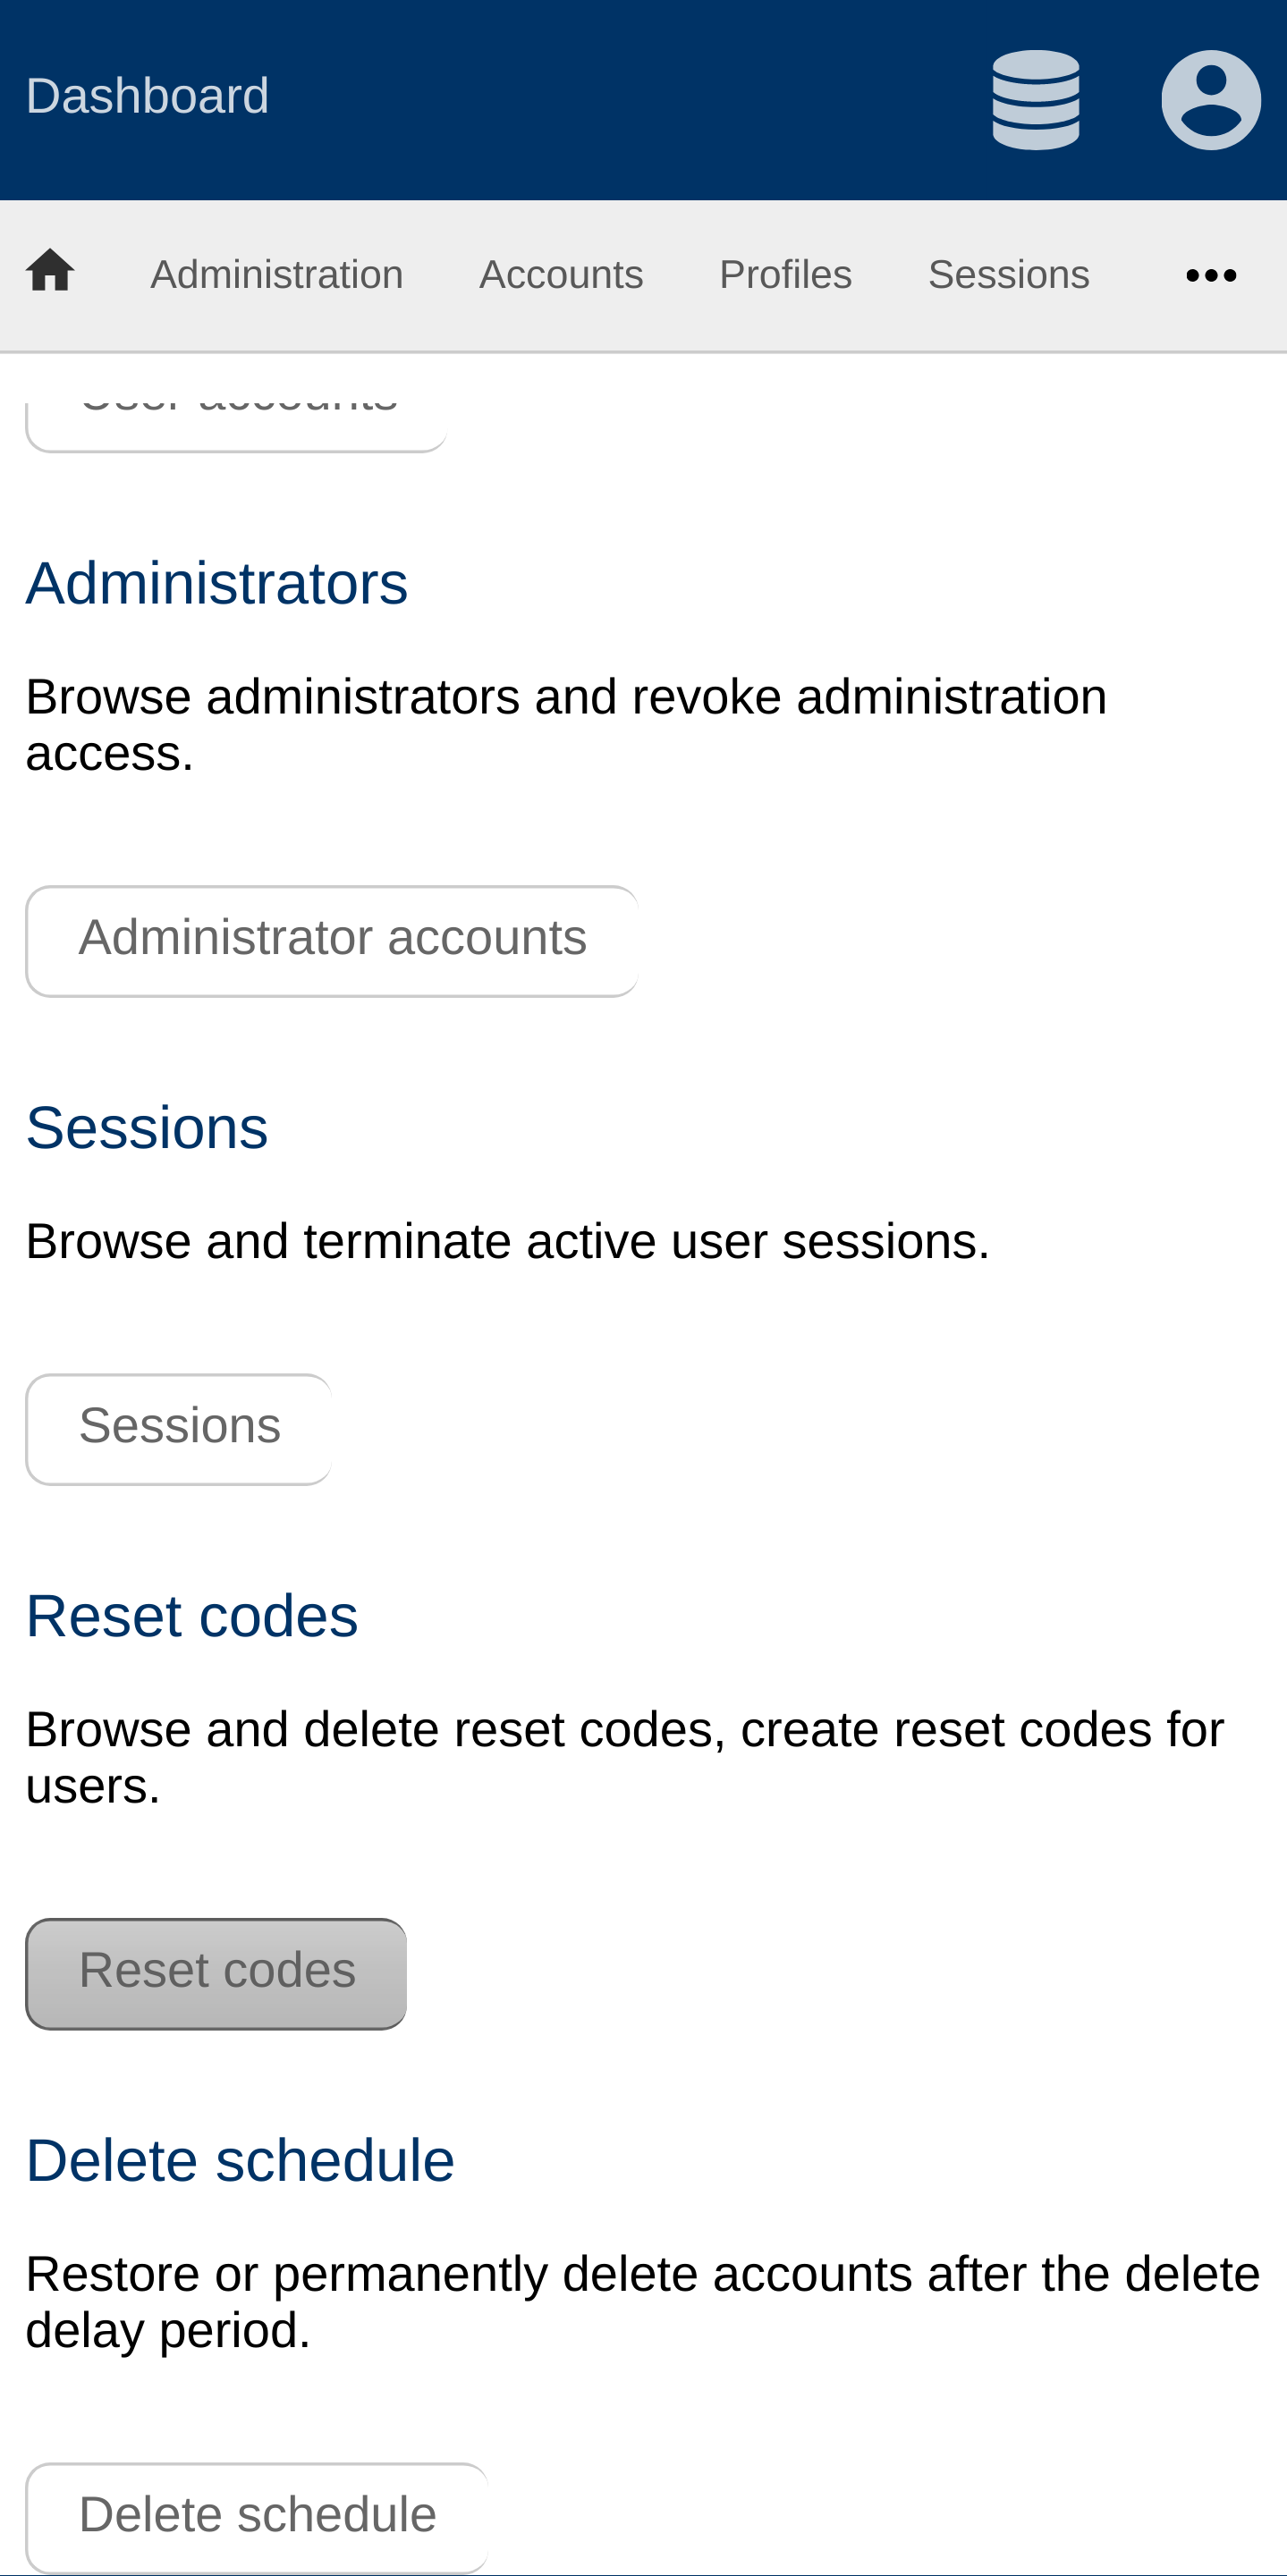 Dashboard
Administration Accounts Profiles Sessions
User accounts
Administrators
Browse administrators and revoke administration
access.
Administrator accounts
Sessions
Browse and terminate active user sessions.
Sessions
Reset codes
Browse and delete reset codes, create reset codes for
users.
Reset codes
Delete schedule
Restore or permanently delete accounts after the delete
delay period.
Delete schedule